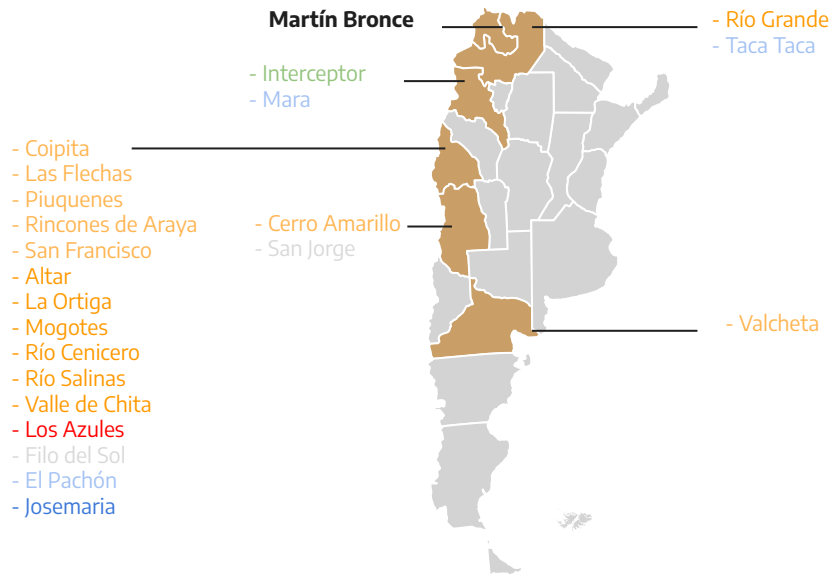 Martín Bronce
- Río Grande
- Taca Taca
- Interceptor
- Mara
- Coipita
- Las Flechas
- Piuquenes
- Rincones de Araya
- San Francisco
- Altar
- La Ortiga
- Mogotes
- Río Cenicero
- Río Salinas
- Valle de Chita
- Los Azules
- Filo del Sol
- El Pachón
- Josemaria
- Cerro Amarillo
- San Jorge
- Valcheta